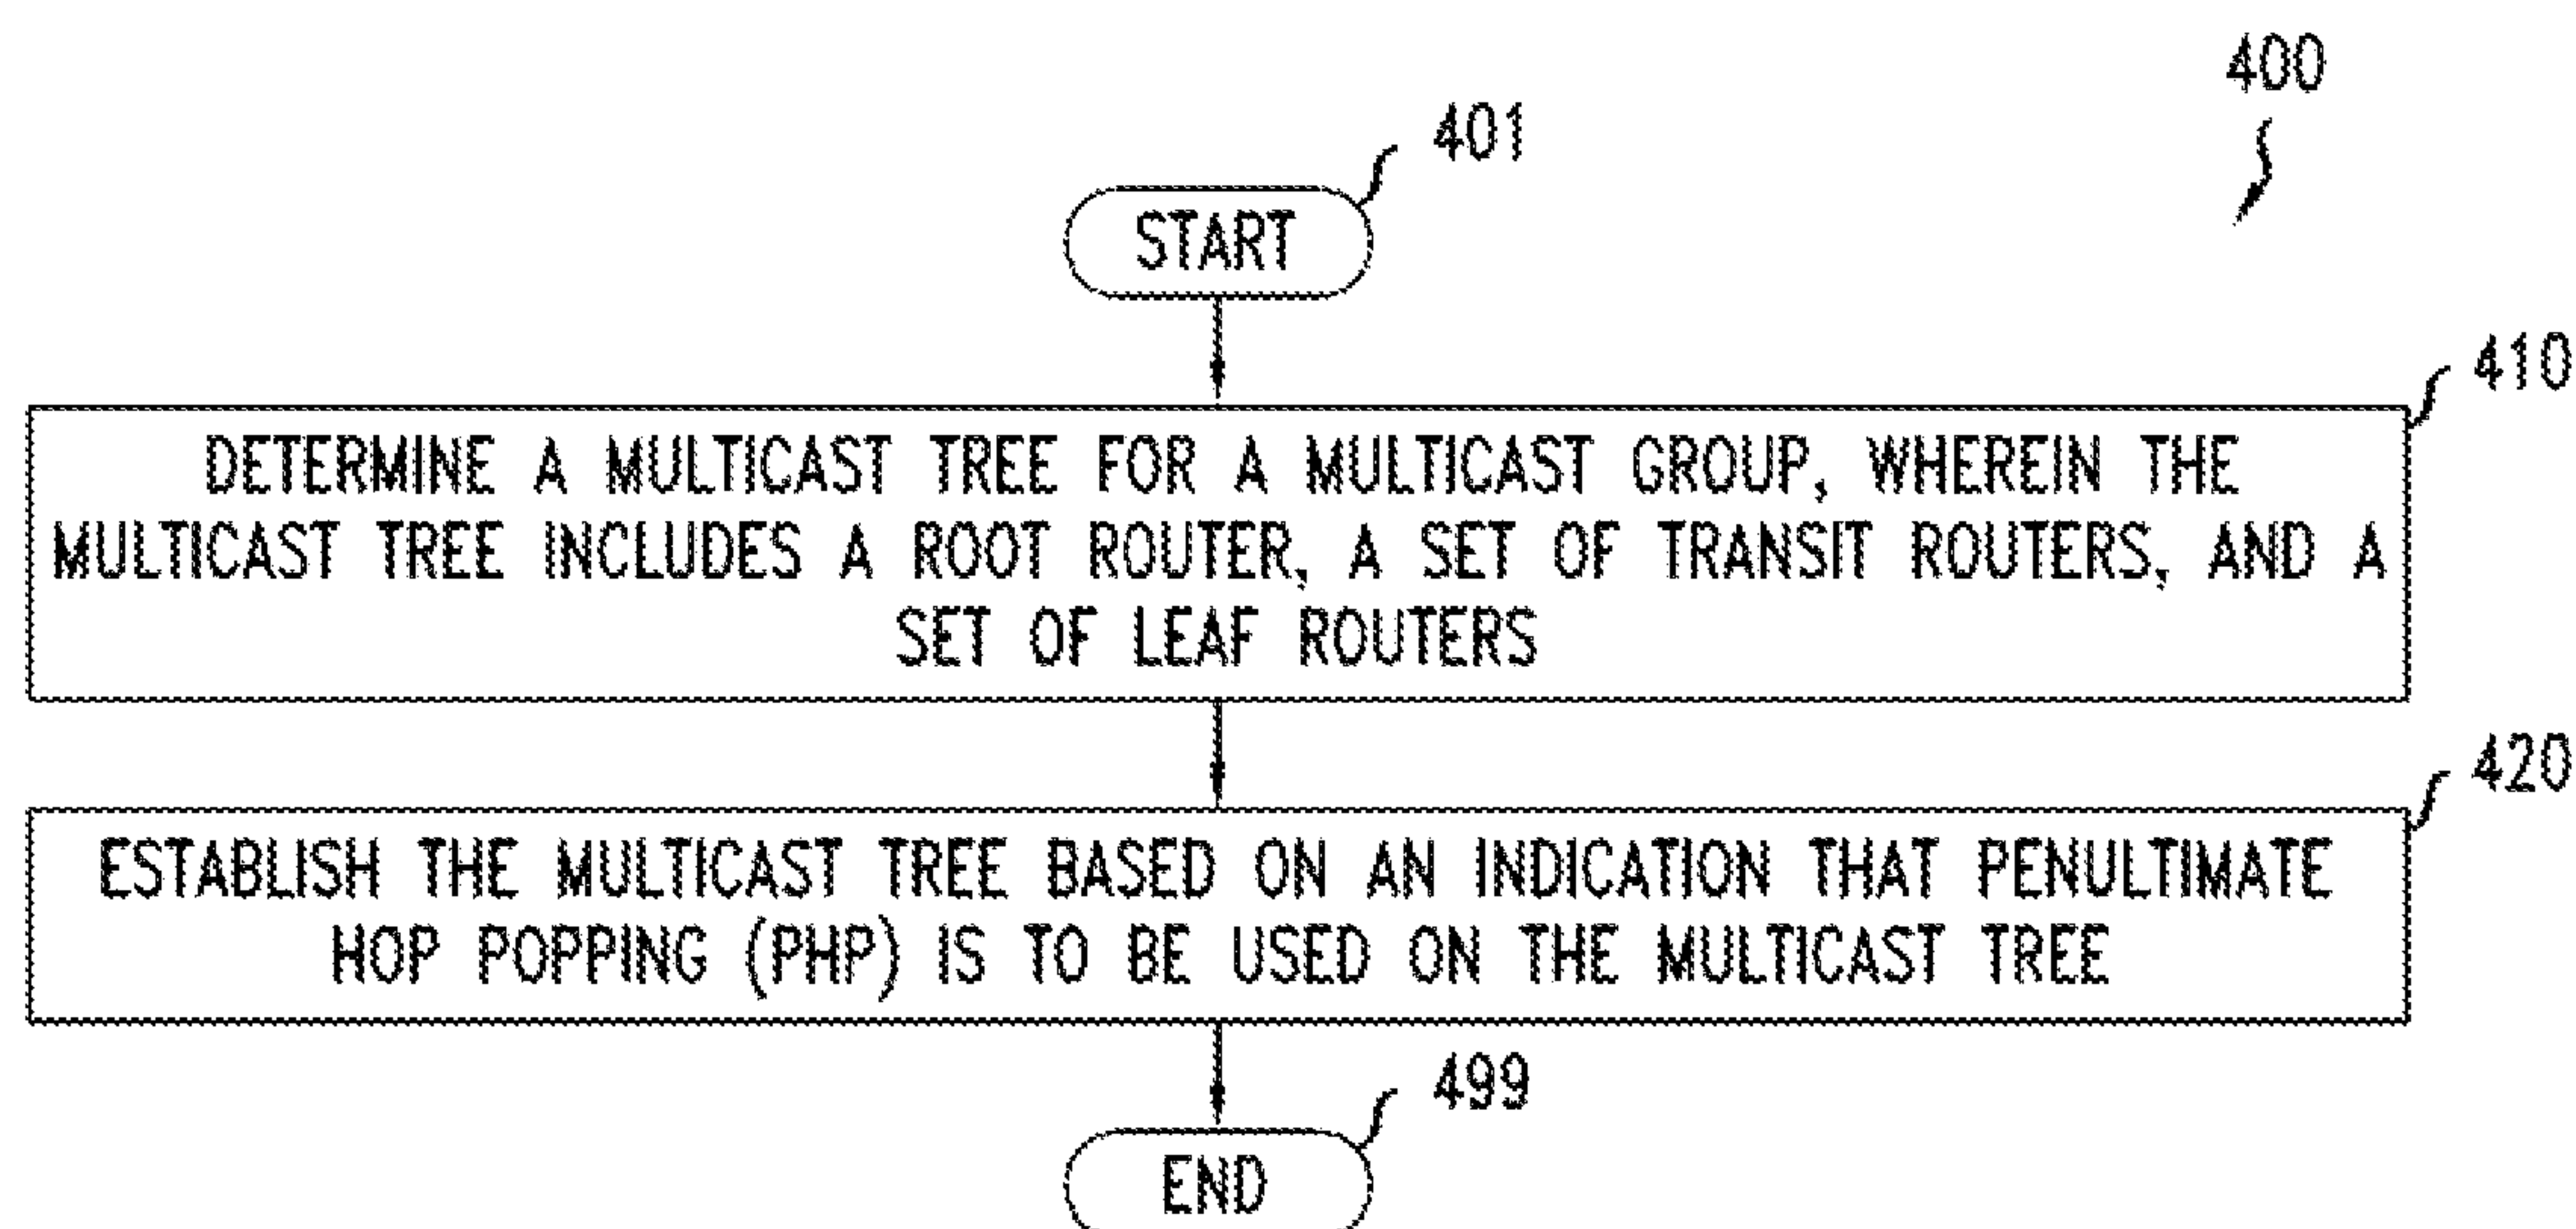 400
401
START
410
DETERMINE A MULTICAST TREE FOR A MULTICAST GROUP, WHEREIN THE
MULTICAST TREE INCLUDES A ROOT ROUTER, A SET OF TRANSIT ROUTERS, AND A
SET OF LEAF ROUTERS
420
ESTABLISH THE MULTICAST TREE BASED ON AN INDICATION THAT PENULTIMATE
HOP POPPING (PHP) IS TO BE USED ON THE MULTICAST TREE
499
END